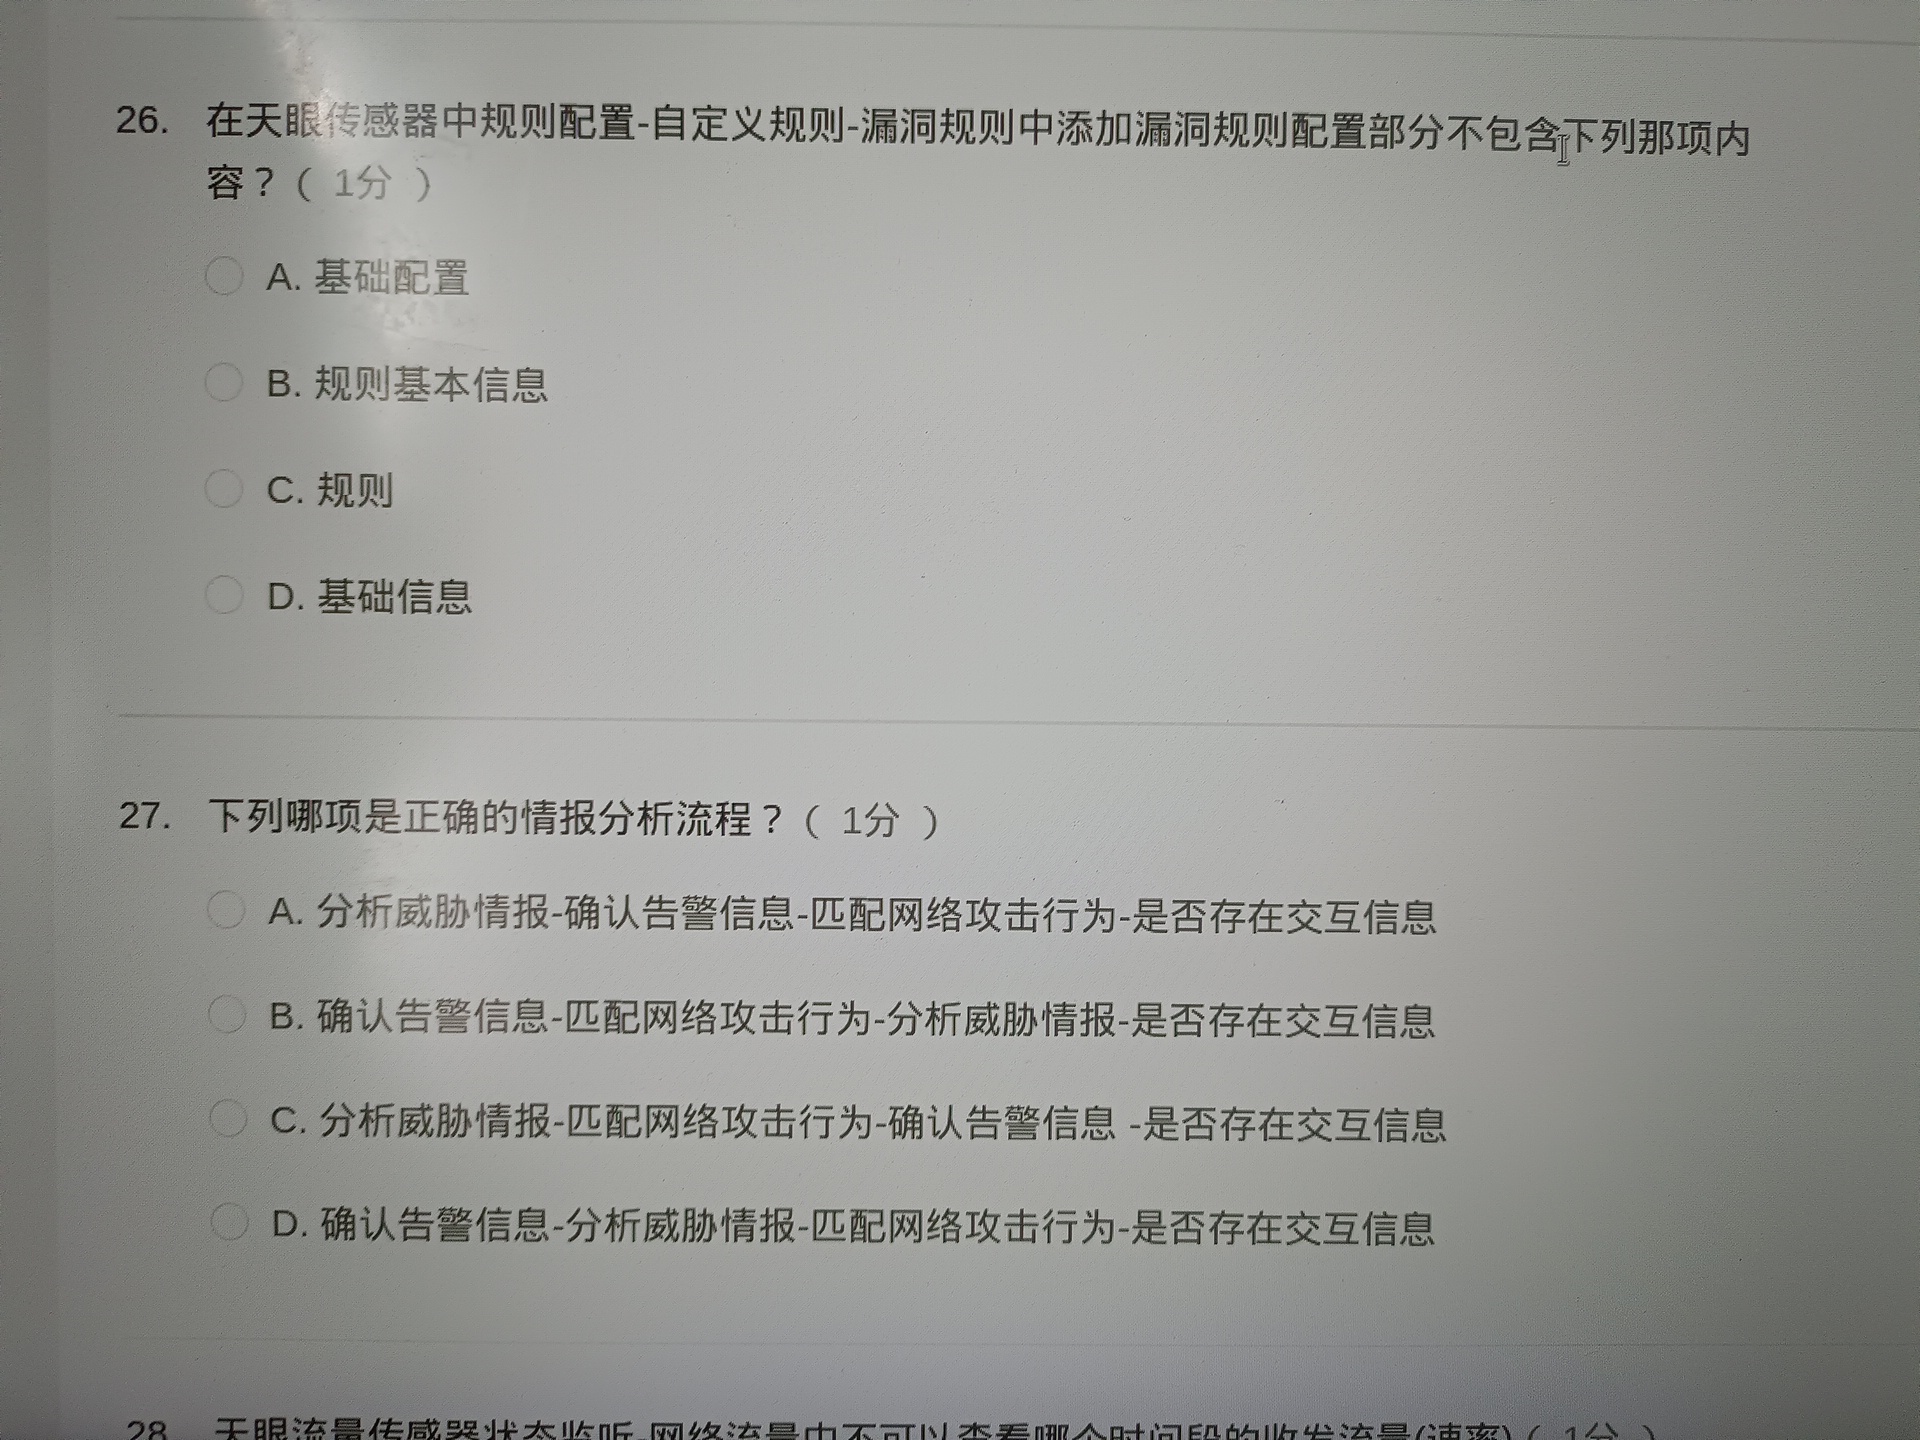 26. 在天眼传感器中规则配置-自定义规则-漏洞规则中添加漏洞规则配置部分不包含下列那项内
容？（ 1分 ）
A. 基础配置
B. 规则基本信息
C. 规则
D. 基础信息
27. 下列哪项是正确的情报分析流程？（ 1分 ）
A. 分析威胁情报-确认告警信息-匹配网络攻击行为-是否存在交互信息
B. 确认告警信息-匹配网络攻击行为-分析威胁情报-是否存在交互信息
C. 分析威胁情报-匹配网络攻击行为-确认告警信息 -是否存在交互信息
D. 确认告警信息-分析威胁情报-匹配网络攻击行为-是否存在交互信息
28. 天眼流量传感器状态监听-网络流量中不可以查看哪个时间段的收发流量(速率)（ 1分 ）